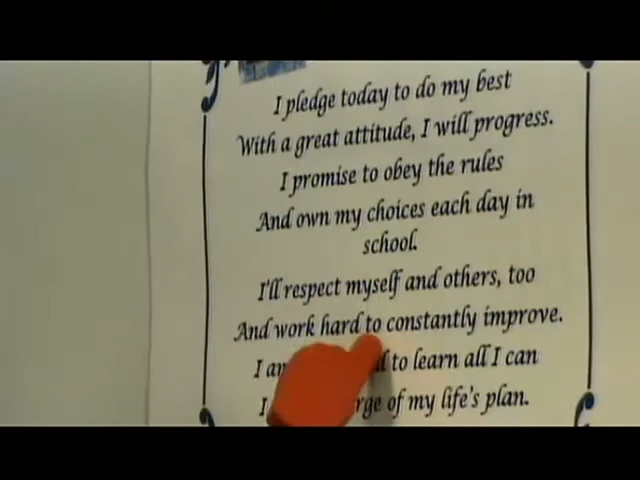 I pledge today to do my best
With a great attitude, I will progress.
I promise to obey the rules
And own my choices each day in
school.
I'll respect myself and others, too
And work hard to constantly improve.
I to learn all I can
I of my life's plan.